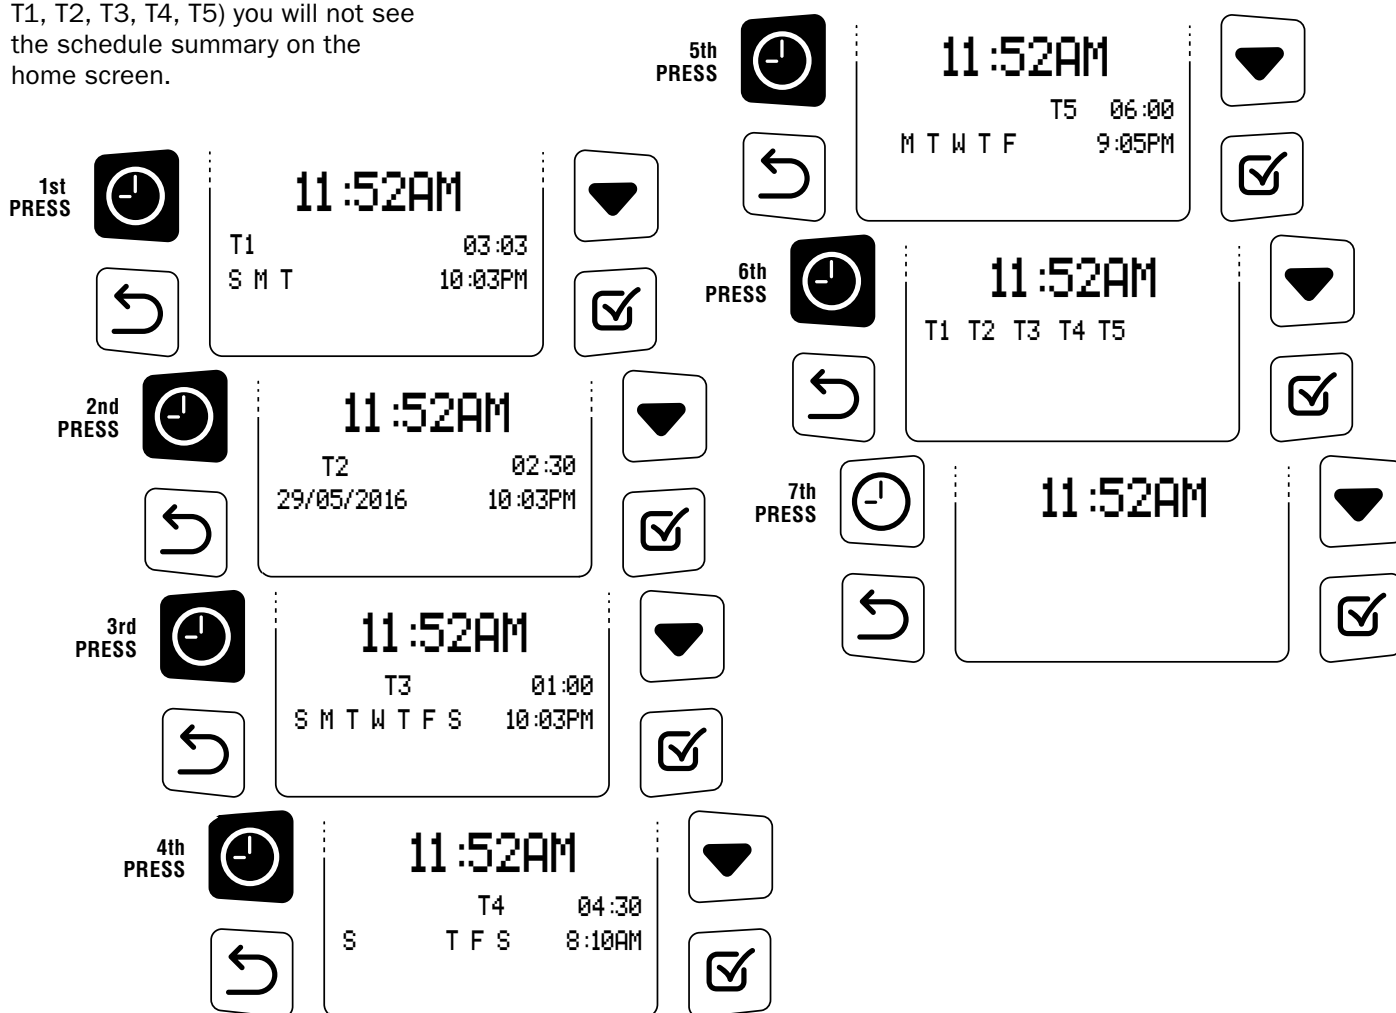 T1, T2, T3, T4, T5) you will not see
the schedule summary on the
home screen.
1st
PRESS
11:52AM
T1 03:03
S M T 10:03PM
2nd
PRESS
11:52AM
T2 02:30
29/05/2016 10:03PM
3rd
PRESS
11:52AM
T3 01:00
S M T W T F S 10:03PM
4th
PRESS
11:52AM
T4 04:30
S T F S 8:10AM
5th
PRESS
11:52AM
T5 06:00
M T W T F 9:05PM
6th
PRESS
11:52AM
T1 T2 T3 T4 T5
7th
PRESS
11:52AM